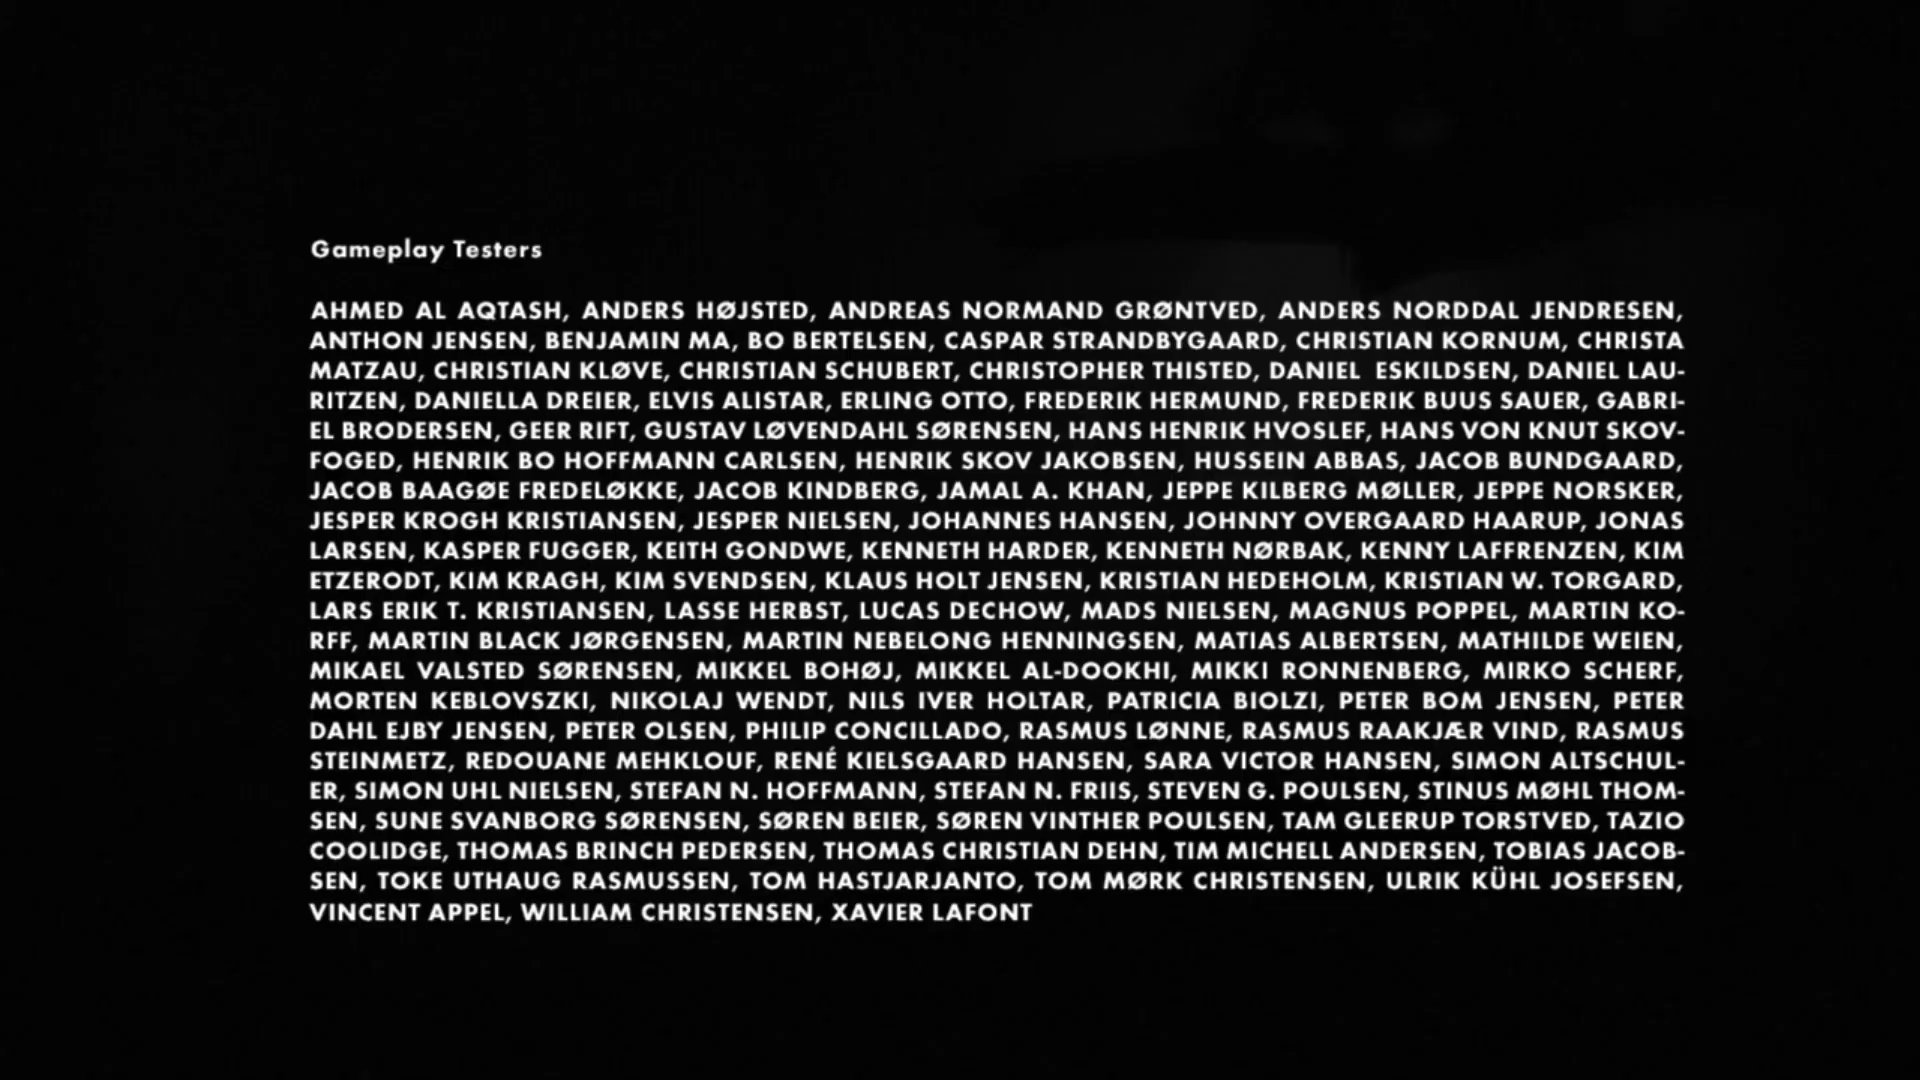 Gameplay Testers
AHMED AL AQTASH, ANDERS HØJSTED, ANDREAS NORMAND GRØNTVED, ANDERS NORDDAL JENDRESEN,
ANTHON JENSEN, BENJAMIN MA, BO BERTELSEN, CASPAR STRANDBYGAARD, CHRISTIAN KORNUM, CHRISTA
MATZAU, CHRISTIAN KLØVE, CHRISTIAN SCHUBERT, CHRISTOPHER THISTED, DANIEL ESKILDSEN, DANIEL LAU-
RITZEN, DANIELLA DREIER, ELVIS ALISTAR, ERLING OTTO, FREDERIK HERMUND, FREDERIK BUUS SAUER, GABRI-
EL BRODERSEN, GEER RIFT, GUSTAV LØVENDAHL SØRENSEN, HANS HENRIK HVOSLEF, HANS VON KNUT SKOV-
FOGED, HENRIK BO HOFFMANN CARLSEN, HENRIK SKOV JAKOBSEN, HUSSEIN ABBAS, JACOB BUNDGAARD,
JACOB BAAGØE FREDELØKKE, JACOB KINDBERG, JAMAL A. KHAN, JEPPE KILBERG MØLLER, JEPPE NORSKER,
JESPER KROGH KRISTIANSEN, JESPER NIELSEN, JOHANNES HANSEN, JOHNNY OVERGAARD HAARUP, JONAS
LARSEN, KASPER FUGGER, KEITH GONDWE, KENNETH HARDER, KENNETH NØRBAK, KENNY LAFFRENZEN, KIM
ETZERODT, KIM KRAGH, KIM SVENDSEN, KLAUS HOLT JENSEN, KRISTIAN HEDEHOLM, KRISTIAN W. TORGARD,
LARS ERIK T. KRISTIANSEN, LASSE HERBST, LUCAS DECHOW, MADS NIELSEN, MAGNUS POPPEL, MARTIN KO-
RFF, MARTIN BLACK JØRGENSEN, MARTIN NEBELONG HENNINGSEN, MATIAS ALBERTSEN, MATHILDE WEIEN,
MIKAEL VALSTED SØRENSEN, MIKKEL BOHØJ, MIKKEL AL-DOOKHI, MIKKI RONNENBERG, MIRKO SCHERF,
MORTEN KEBLOVSZKI, NIKOLAJ WENDT, NILS IVER HOLTAR, PATRICIA BIOLZI, PETER BOM JENSEN, PETER
DAHL EJBY JENSEN, PETER OLSEN, PHILIP CONCILLADO, RASMUS LØNNE, RASMUS RAAKJÆR VIND, RASMUS
STEINMETZ, REDOUANE MEHKLOUF, RENÉ KIELSGAARD HANSEN, SARA VICTOR HANSEN, SIMON ALTSCHUL-
ER, SIMON UHL NIELSEN, STEFAN N. HOFFMANN, STEFAN N. FRIIS, STEVEN G. POULSEN, STINUS MØHL THOM-
SEN, SUNE SVANBORG SØRENSEN, SØREN BEIER, SØREN VINTHER POULSEN, TAM GLEERUP TORSTVED, TAZIO
COOLIDGE, THOMAS BRINCH PEDERSEN, THOMAS CHRISTIAN DEHN, TIM MICHELL ANDERSEN, TOBIAS JACOB-
SEN, TOKE UTHAUG RASMUSSEN, TOM HASTJARJANTO, TOM MØRK CHRISTENSEN, ULRIK KÜHL JOSEFSEN,
VINCENT APPEL, WILLIAM CHRISTENSEN, XAVIER LAFONT